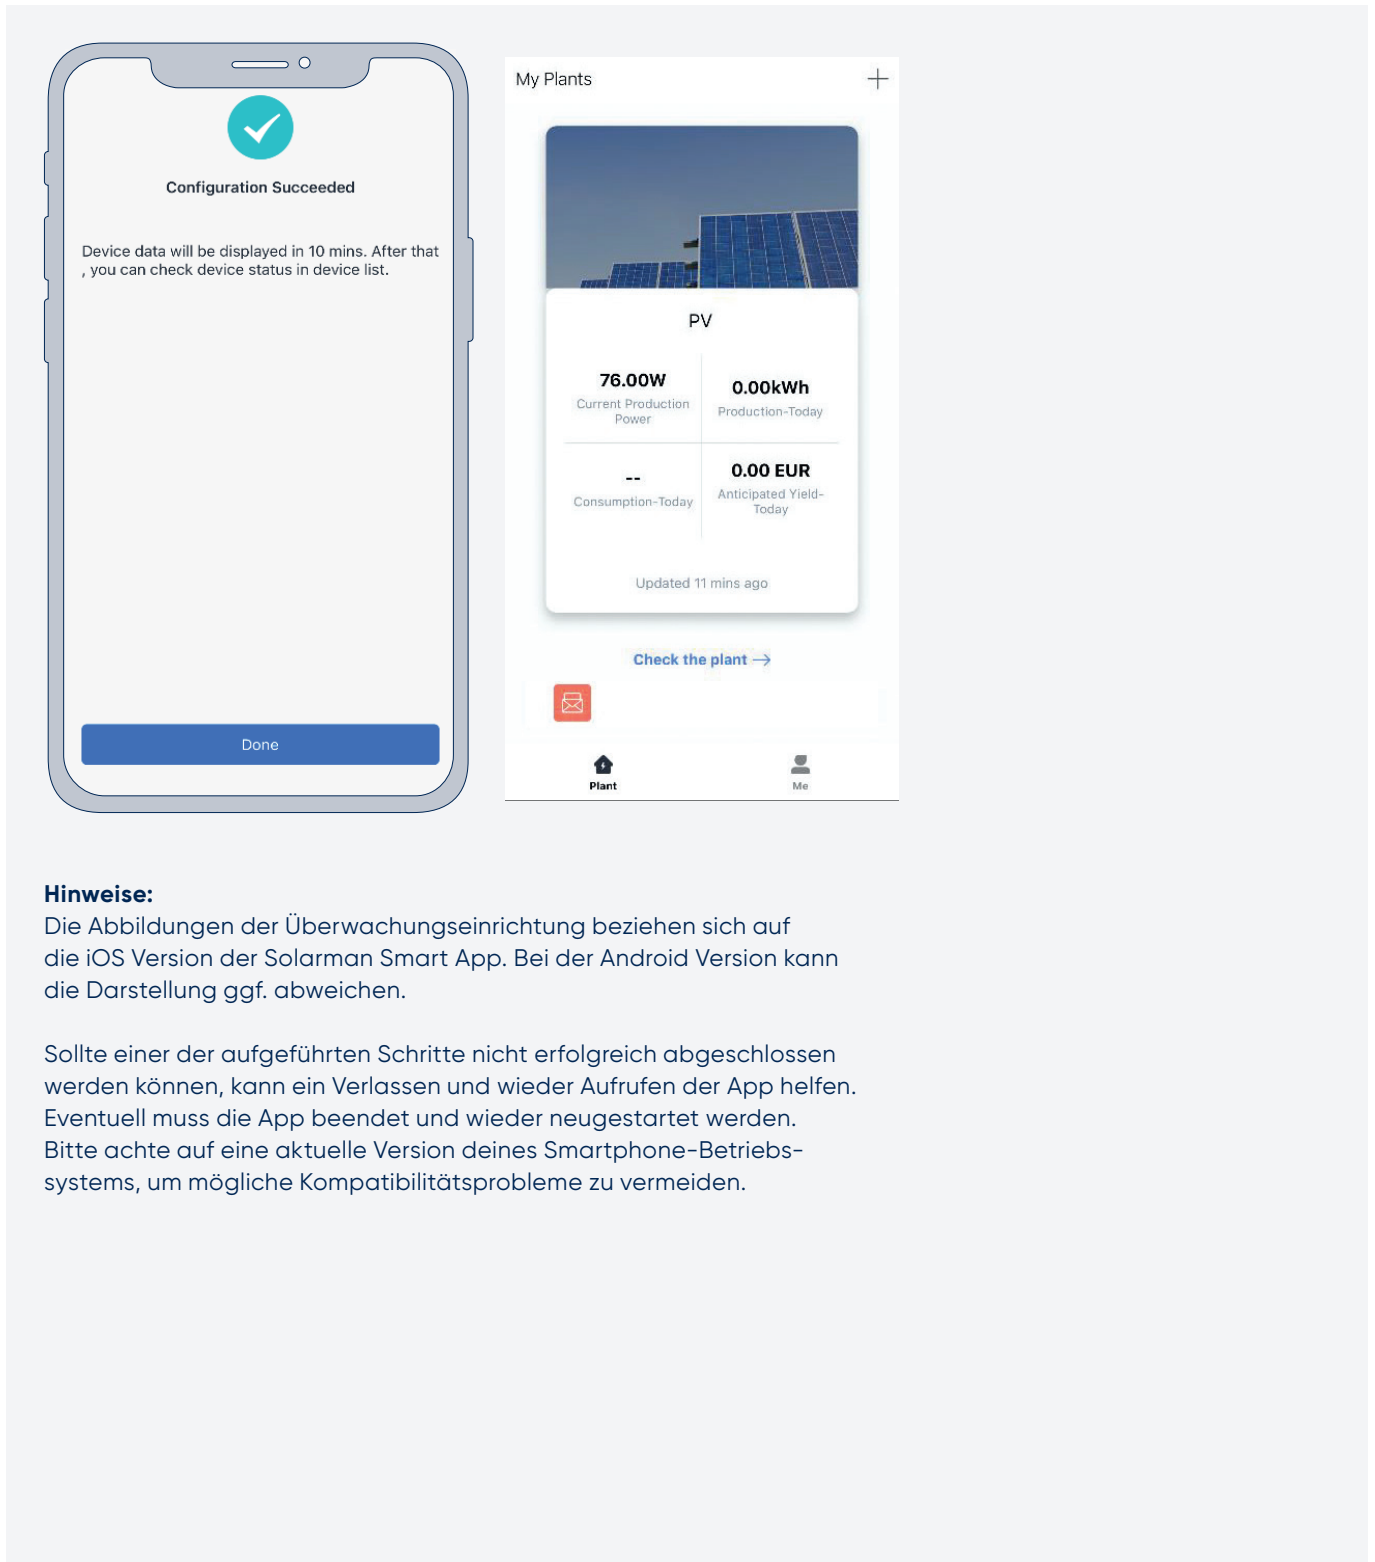 Configuration Succeeded
Device data will be displayed in 10 mins. After that
, you can check device status in device list.
Done
My Plants
PV
76.00W
Current Production
Power
0.00kWh
Production-Today
--
Consumption-Today
0.00 EUR
Anticipated Yield-
Today
Updated 11 mins ago
Check the plant →
Plant
Me
Hinweise:
Die Abbildungen der Überwachungseinrichtung beziehen sich auf
die iOS Version der Solarman Smart App. Bei der Android Version kann
die Darstellung ggf. abweichen.
Sollte einer der aufgeführten Schritte nicht erfolgreich abgeschlossen
werden können, kann ein Verlassen und wieder Aufrufen der App helfen.
Eventuell muss die App beendet und wieder neugestartet werden.
Bitte achte auf eine aktuelle Version deines Smartphone-Betriebs-
systems, um mögliche Kompatibilitätsprobleme zu vermeiden.